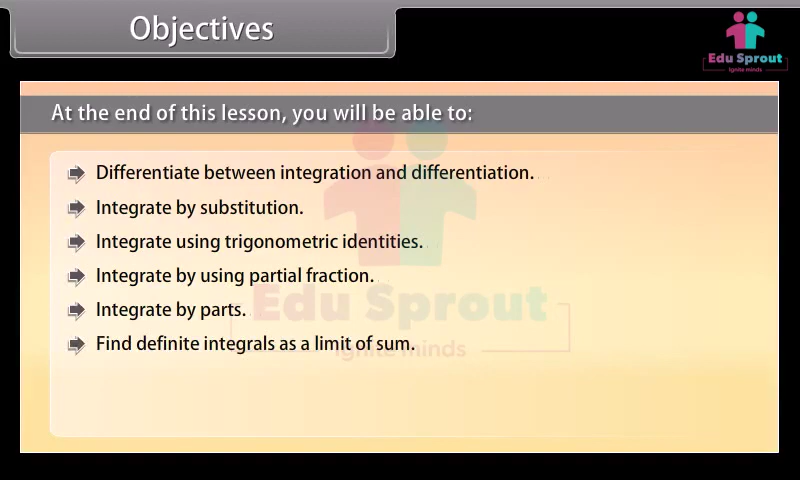 Objectives
Edu Sprout
Ignite minds
At the end of this lesson, you will be able to:
Differentiate between integration and differentiation.
Integrate by substitution.
Integrate using trigonometric identities.
Integrate by using partial fraction.
Integrate by parts.
Find definite integrals as a limit of sum.
Edu Sprout
Ignite minds